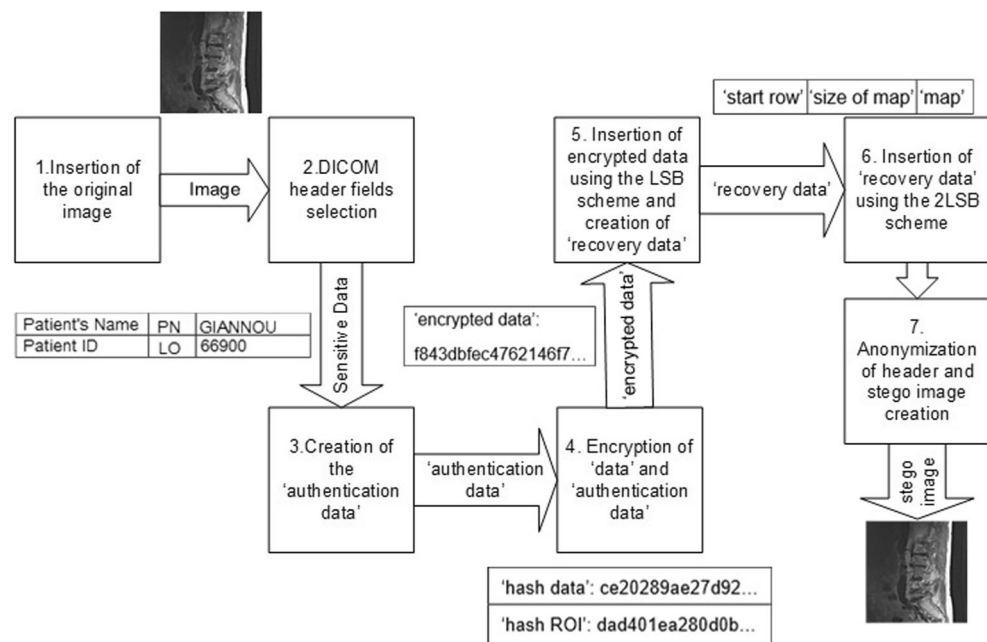 1.Insertion of
the original
image
Image
2.DICOM
header fields
selection
Patient's Name PN GIANNOU
Patient ID LO 66900
Sensitive Data
3.Creation of
the
'authentication
data'
'authentication
data'
4. Encryption of
'data' and
'authentication
data'
'hash data': ce20289ae27d92...
'hash ROI': dad401ea280d0b...
'encrypted data':
f843dbfec4762146f7...
'encrypted data'
5. Insertion of
encrypted data
using the LSB
scheme and
creation of
'recovery data'
'recovery data'
'start row' 'size of map' 'map'
6. Insertion of
'recovery data'
using the 2LSB
scheme
7.
Anonymization
of header and
stego image
creation
stego
image